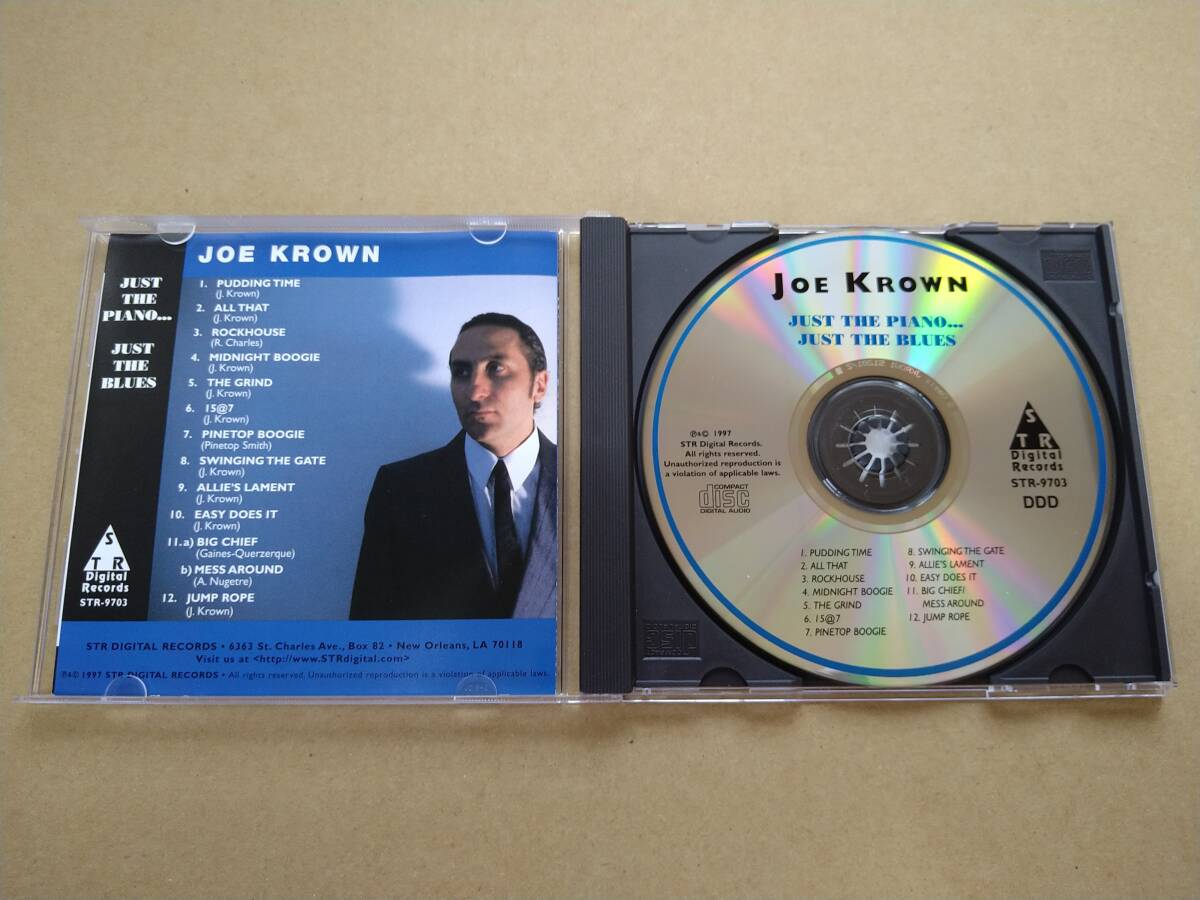 JOE KROWN
JUST
THE
PIANO...
JUST
THE
BLUES
1. PUDDING TIME
(J. Krown)
2. ALL THAT
(J. Krown)
3. ROCKHOUSE
(R. Charles)
4. MIDNIGHT BOOGIE
(J. Krown)
5. THE GRIND
(J. Krown)
6. 15@7
(J. Krown)
7. PINETOP BOOGIE
(Pinetop Smith)
8. SWINGING THE GATE
(J. Krown)
9. ALLIE'S LAMENT
(J. Krown)
10. EASY DOES IT
(J. Krown)
11.a) BIG CHIEF
(Gaines-Querzerque)
b) MESS AROUND
(A. Nugetre)
12. JUMP ROPE
(J. Krown)
S
T R
Digital
Records
STR-9703
STR DIGITAL RECORDS • 6363 St. Charles Ave., Box 82 • New Orleans, LA 70118
Visit us at <http://www.STRdigital.com>
℗&© 1997 STR DIGITAL RECORDS • All rights reserved. Unauthorized reproduction is a violation of applicable laws.
JOE KROWN
JUST THE PIANO...
JUST THE BLUES
℗&© 1997
STR Digital Records.
All rights reserved.
Unauthorized reproduction is
a violation of applicable laws.
COMPACT
disc
DIGITAL AUDIO
S
T R
Digital
Records
STR-9703
DDD
1. PUDDING TIME
2. ALL THAT
3. ROCKHOUSE
4. MIDNIGHT BOOGIE
5. THE GRIND
6. 15@7
7. PINETOP BOOGIE
8. SWINGING THE GATE
9. ALLIE'S LAMENT
10. EASY DOES IT
11. BIG CHIEF/
MESS AROUND
12. JUMP ROPE